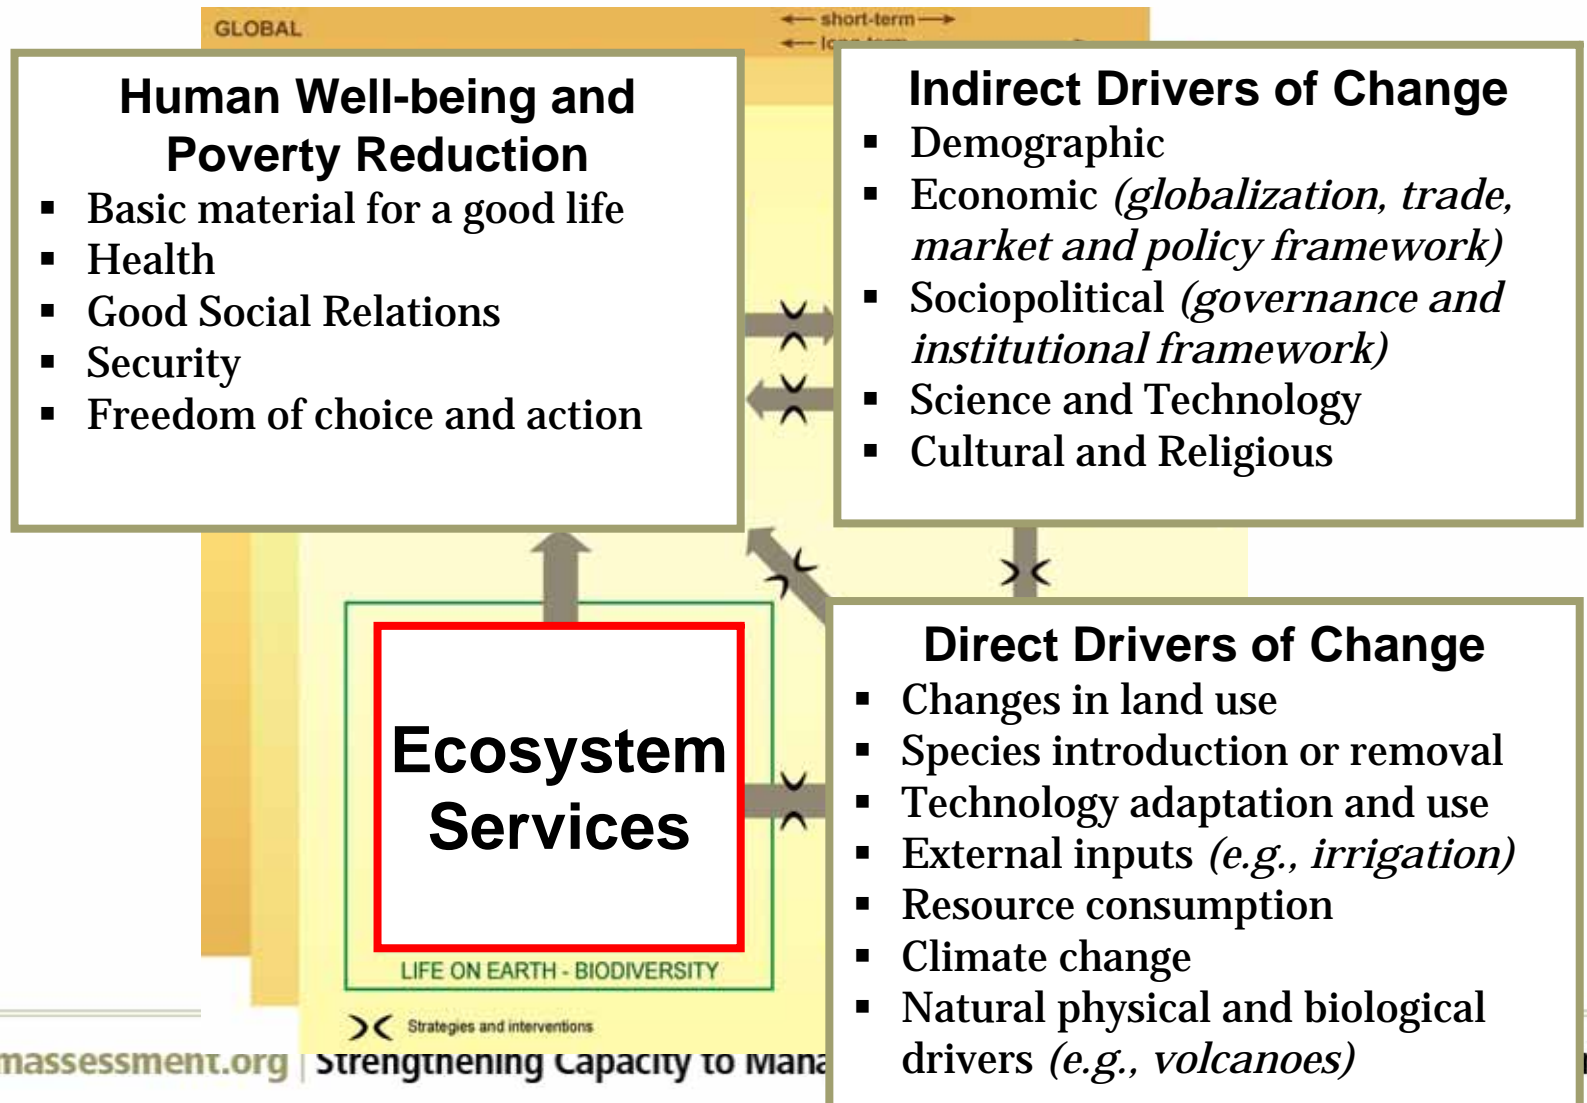 GLOBAL
short-term
Human Well-being and
Poverty Reduction
▪ Basic material for a good life
▪ Health
▪ Good Social Relations
▪ Security
▪ Freedom of choice and action
Indirect Drivers of Change
▪ Demographic
▪ Economic (globalization, trade,
market and policy framework)
▪ Sociopolitical (governance and
institutional framework)
▪ Science and Technology
▪ Cultural and Religious
Ecosystem
Services
LIFE ON EARTH - BIODIVERSITY
Strategies and interventions
Direct Drivers of Change
▪ Changes in land use
▪ Species introduction or removal
▪ Technology adaptation and use
▪ External inputs (e.g., irrigation)
▪ Resource consumption
▪ Climate change
▪ Natural physical and biological
drivers (e.g., volcanoes)
massessment.org | Strengthening Capacity to Mana